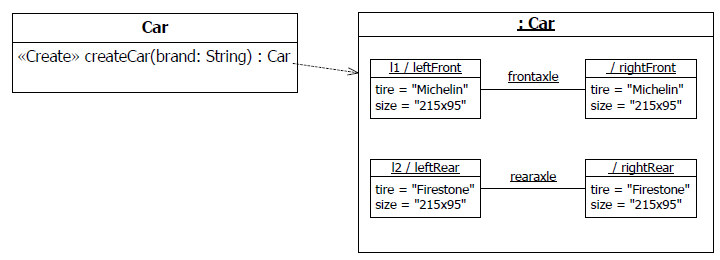 Car
«Create» createCar(brand: String) : Car
: Car
l1 / leftFront
tire = "Michelin"
size = "215x95"
frontaxle
/ rightFront
tire = "Michelin"
size = "215x95"
l2 / leftRear
tire = "Firestone"
size = "215x95"
rearaxle
/ rightRear
tire = "Firestone"
size = "215x95"